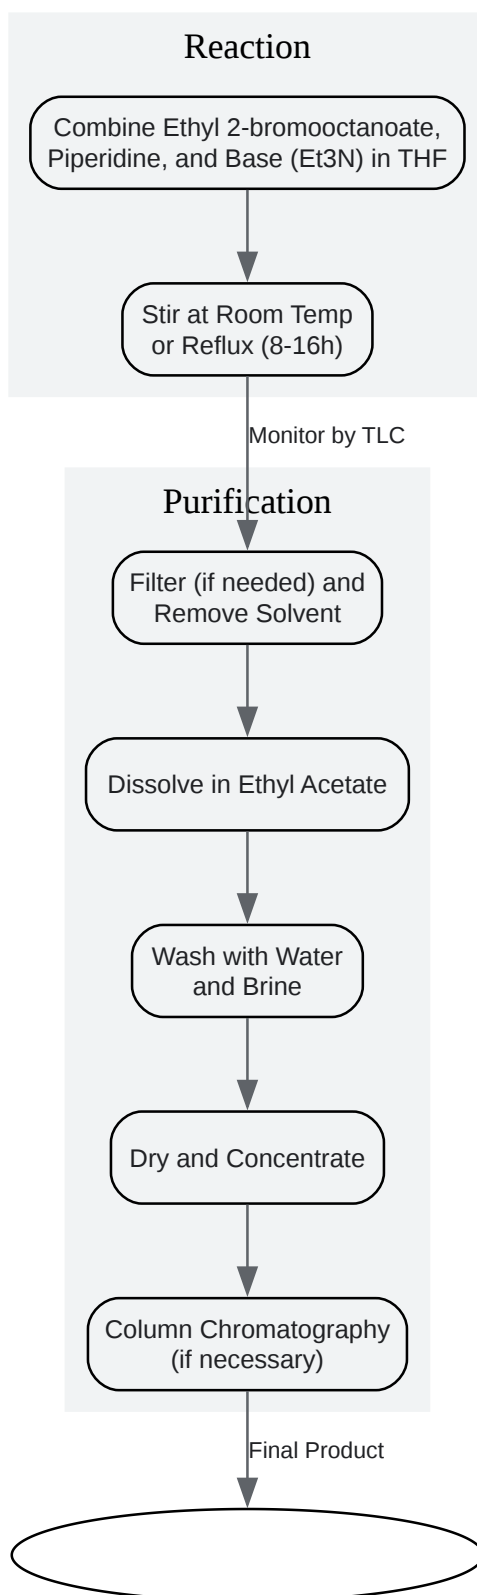 Reaction
Combine Ethyl 2-bromooctanoate,
Piperidine, and Base (Et3N) in THF
Stir at Room Temp
or Reflux (8-16h)
Monitor by TLC
Purification
Filter (if needed) and
Remove Solvent
Dissolve in Ethyl Acetate
Wash with Water
and Brine
Dry and Concentrate
Column Chromatography
(if necessary)
Final Product